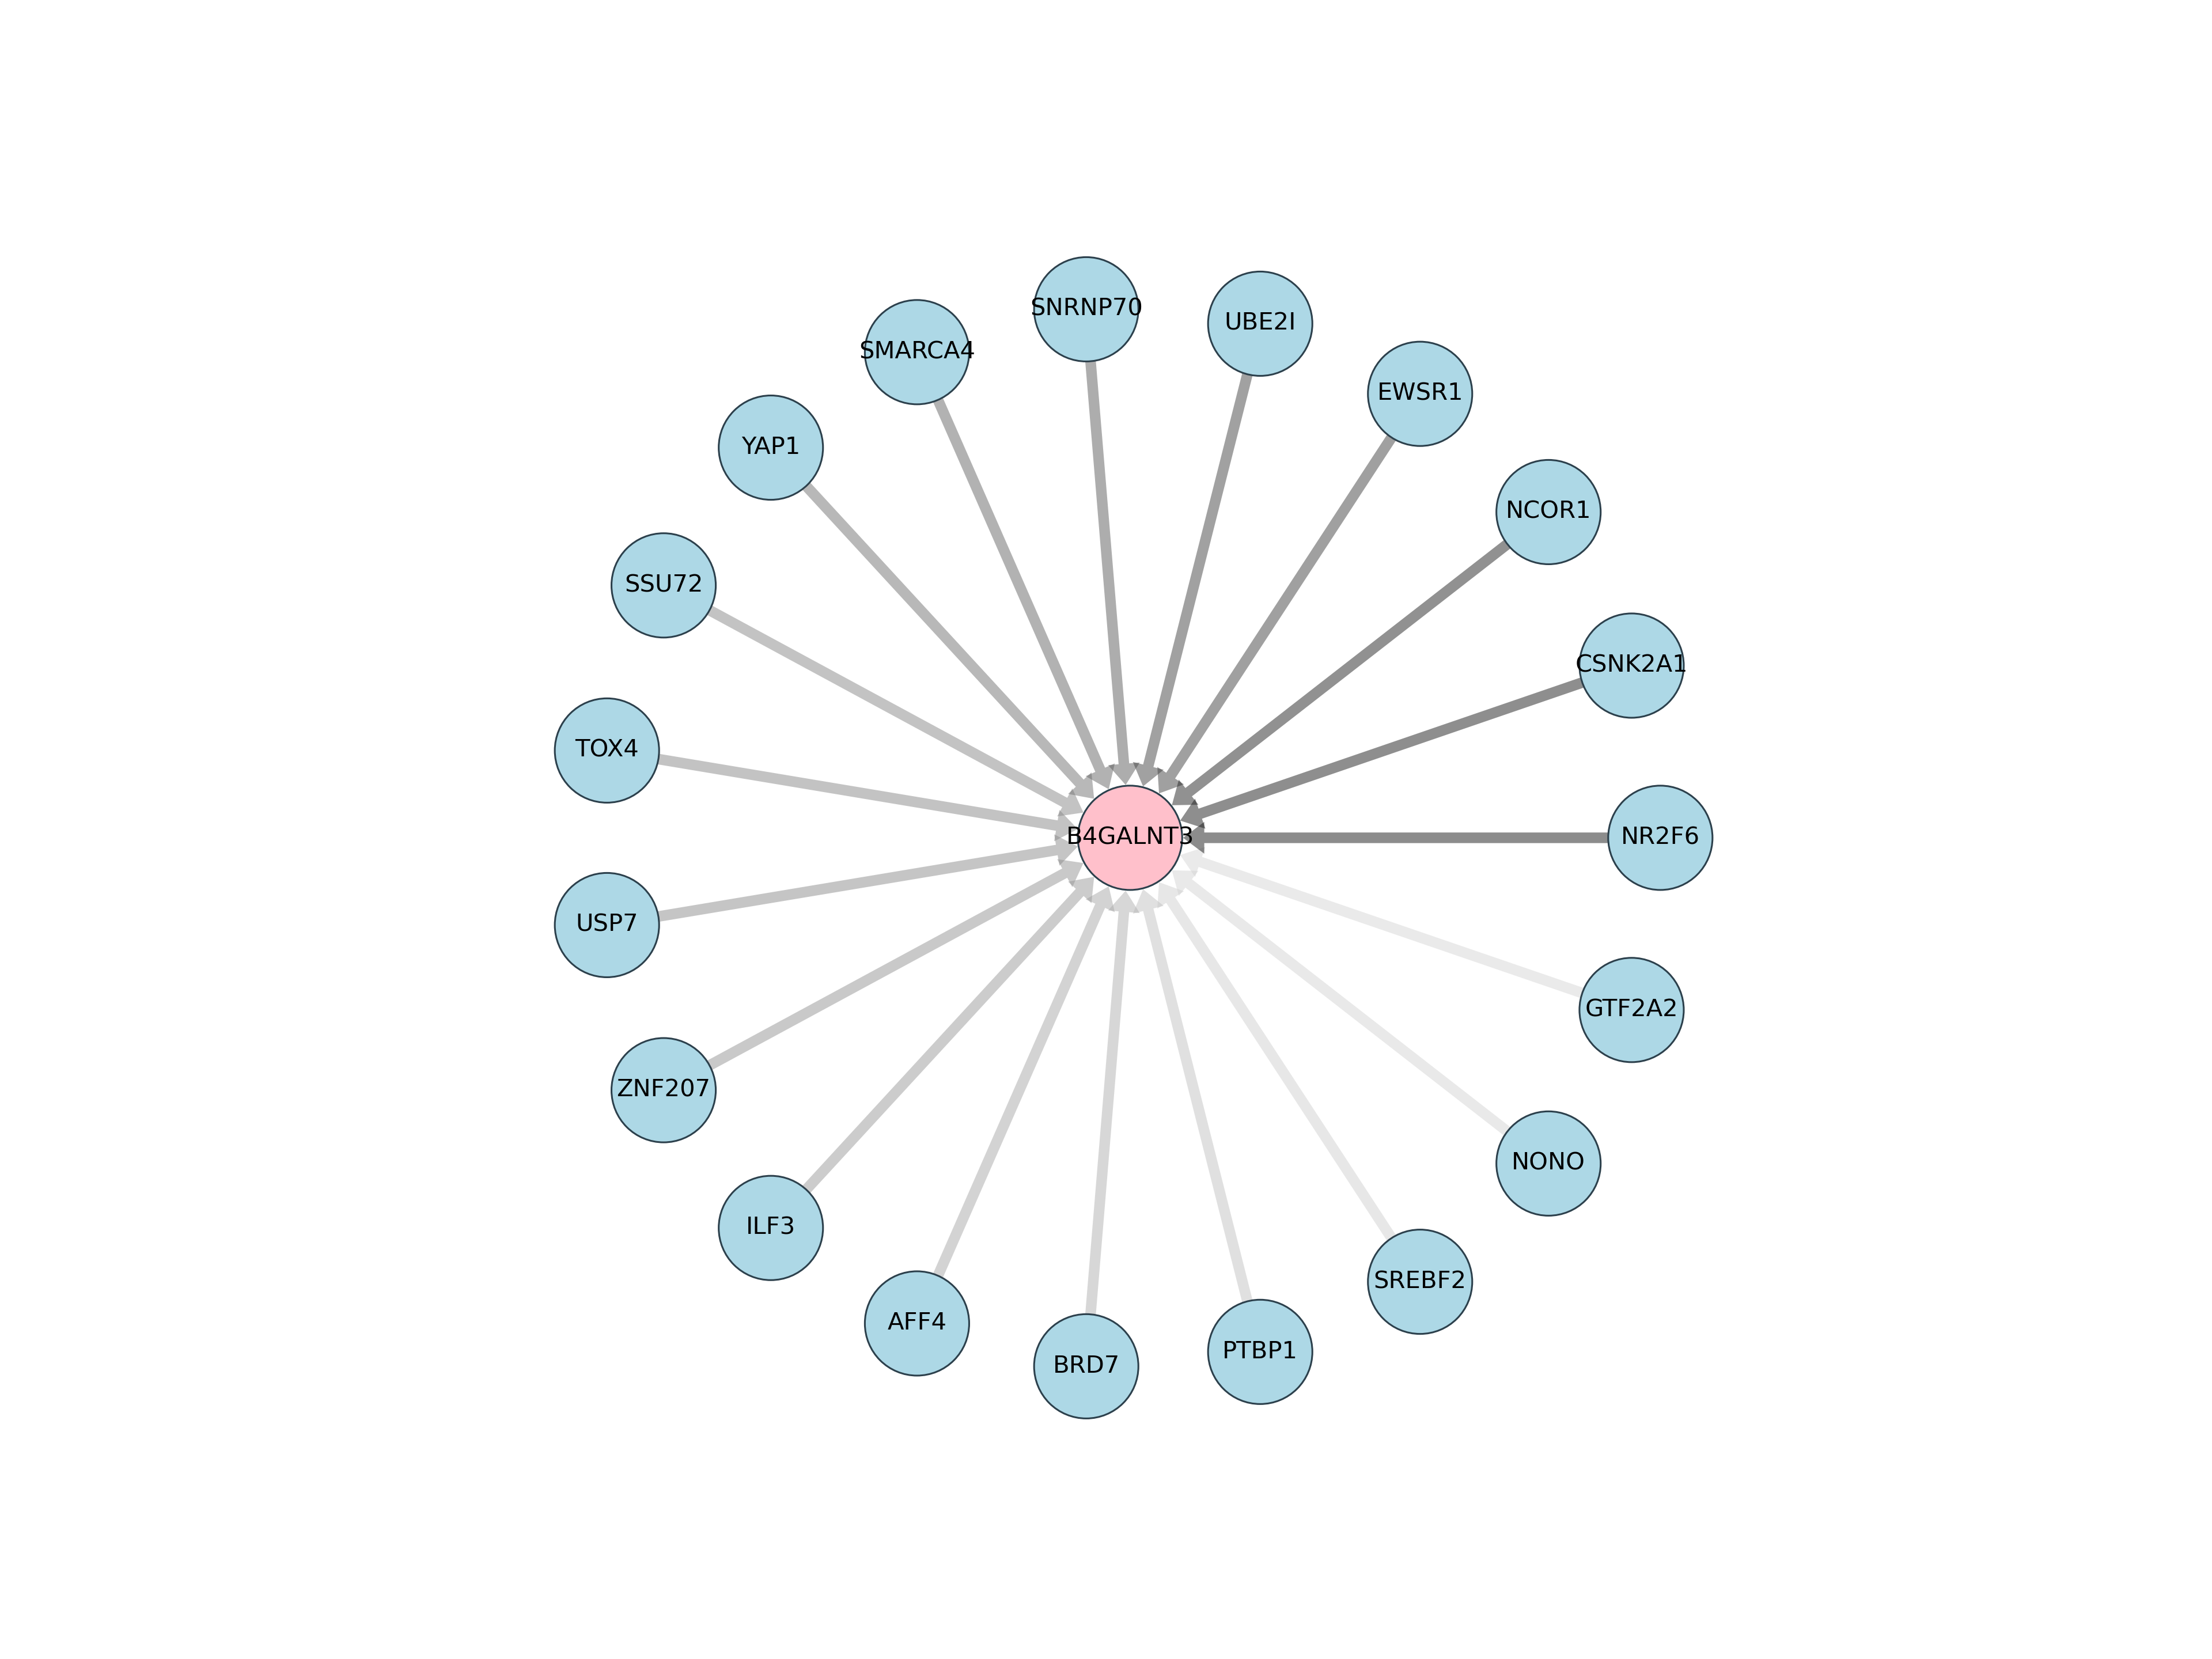 SNRNP70
UBE2I
SMARCA4
EWSR1
YAP1
NCOR1
SSU72
CSNK2A1
TOX4
B4GALNT3
NR2F6
USP7
GTF2A2
ZNF207
NONO
ILF3
SREBF2
AFF4
PTBP1
BRD7